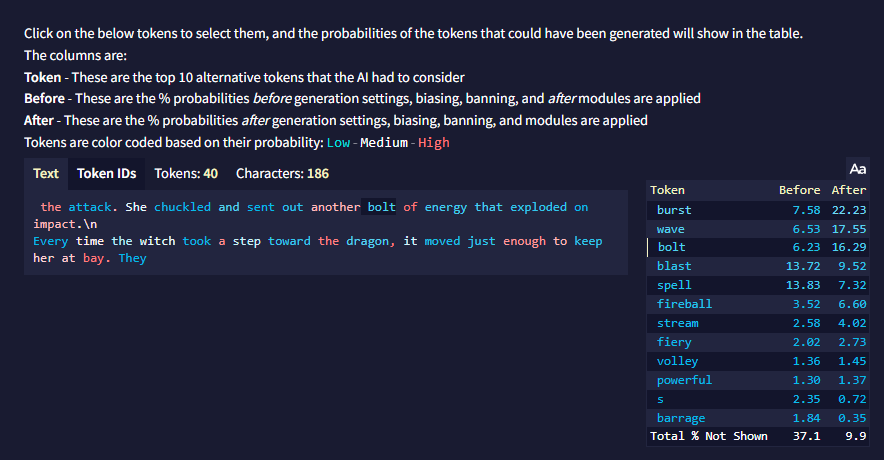 Click on the below tokens to select them, and the probabilities of the tokens that could have been generated will show in the table.
The columns are:
Token - These are the top 10 alternative tokens that the AI had to consider
Before - These are the % probabilities before generation settings, biasing, banning, and after modules are applied
After - These are the % probabilities after generation settings, biasing, banning, and modules are applied
Tokens are color coded based on their probability: Low - Medium - High
Text Token IDs Tokens: 40 Characters: 186
the attack. She chuckled and sent out another bolt of energy that exploded on
impact.\n
Every time the witch took a step toward the dragon, it moved just enough to keep
her at bay. They
Aa
Token Before After
burst 7.58 22.23
wave 6.53 17.55
bolt 6.23 16.29
blast 13.72 9.52
spell 13.83 7.32
fireball 3.52 6.60
stream 2.58 4.02
fiery 2.02 2.73
volley 1.36 1.45
powerful 1.30 1.37
s 2.35 0.72
barrage 1.84 0.35
Total % Not Shown 37.1 9.9